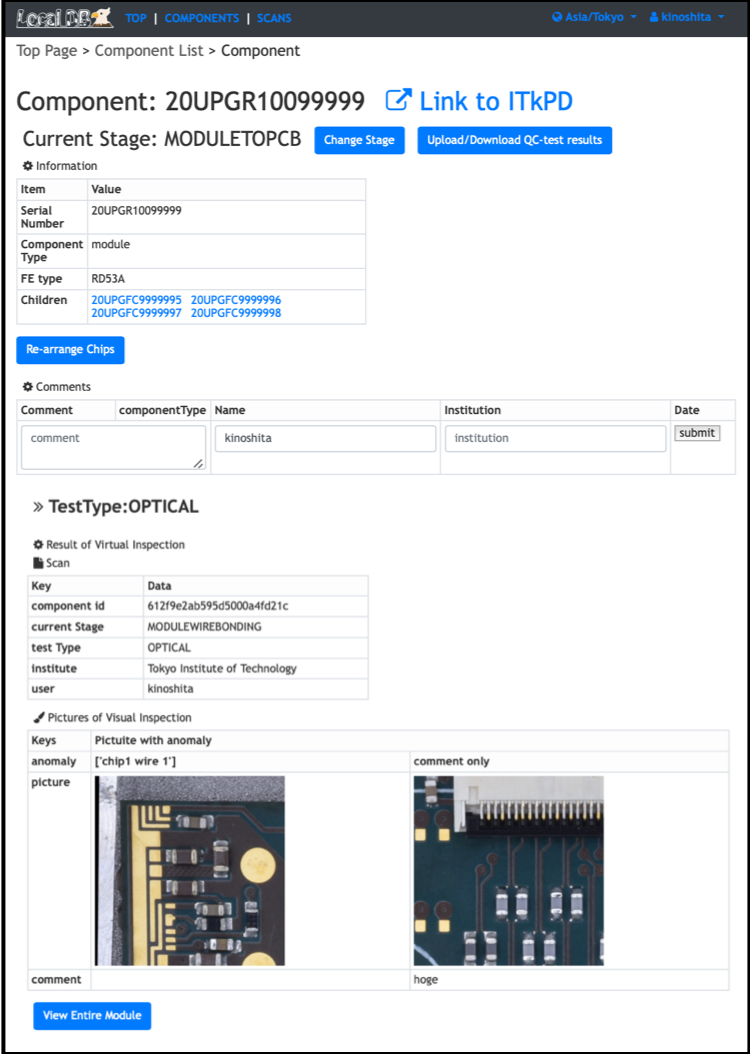 Local DB TOP | COMPONENTS | SCANS Asia/Tokyo kinoshita
Top Page > Component List > Component
Component: 20UPGR10099999 Link to ITkPD
Current Stage: MODULETOPCB Change Stage Upload/Download QC-test results
Information
Item Value
Serial Number 20UPGR10099999
Component Type module
FE type RD53A
Children 20UPGFC9999995 20UPGFC9999996
20UPGFC9999997 20UPGFC9999998
Re-arrange Chips
Comments
Comment componentType Name Institution Date
comment kinoshita institution submit
» TestType:OPTICAL
Result of Virtual Inspection
Scan
Key Data
component id 612f9e2ab595d5000a4fd21c
current Stage MODULEWIREBONDING
test Type OPTICAL
institute Tokyo Institute of Technology
user kinoshita
Pictures of Visual Inspection
Keys Pictuite with anomaly
anomaly ['chip1 wire 1'] comment only
picture
comment hoge
View Entire Module